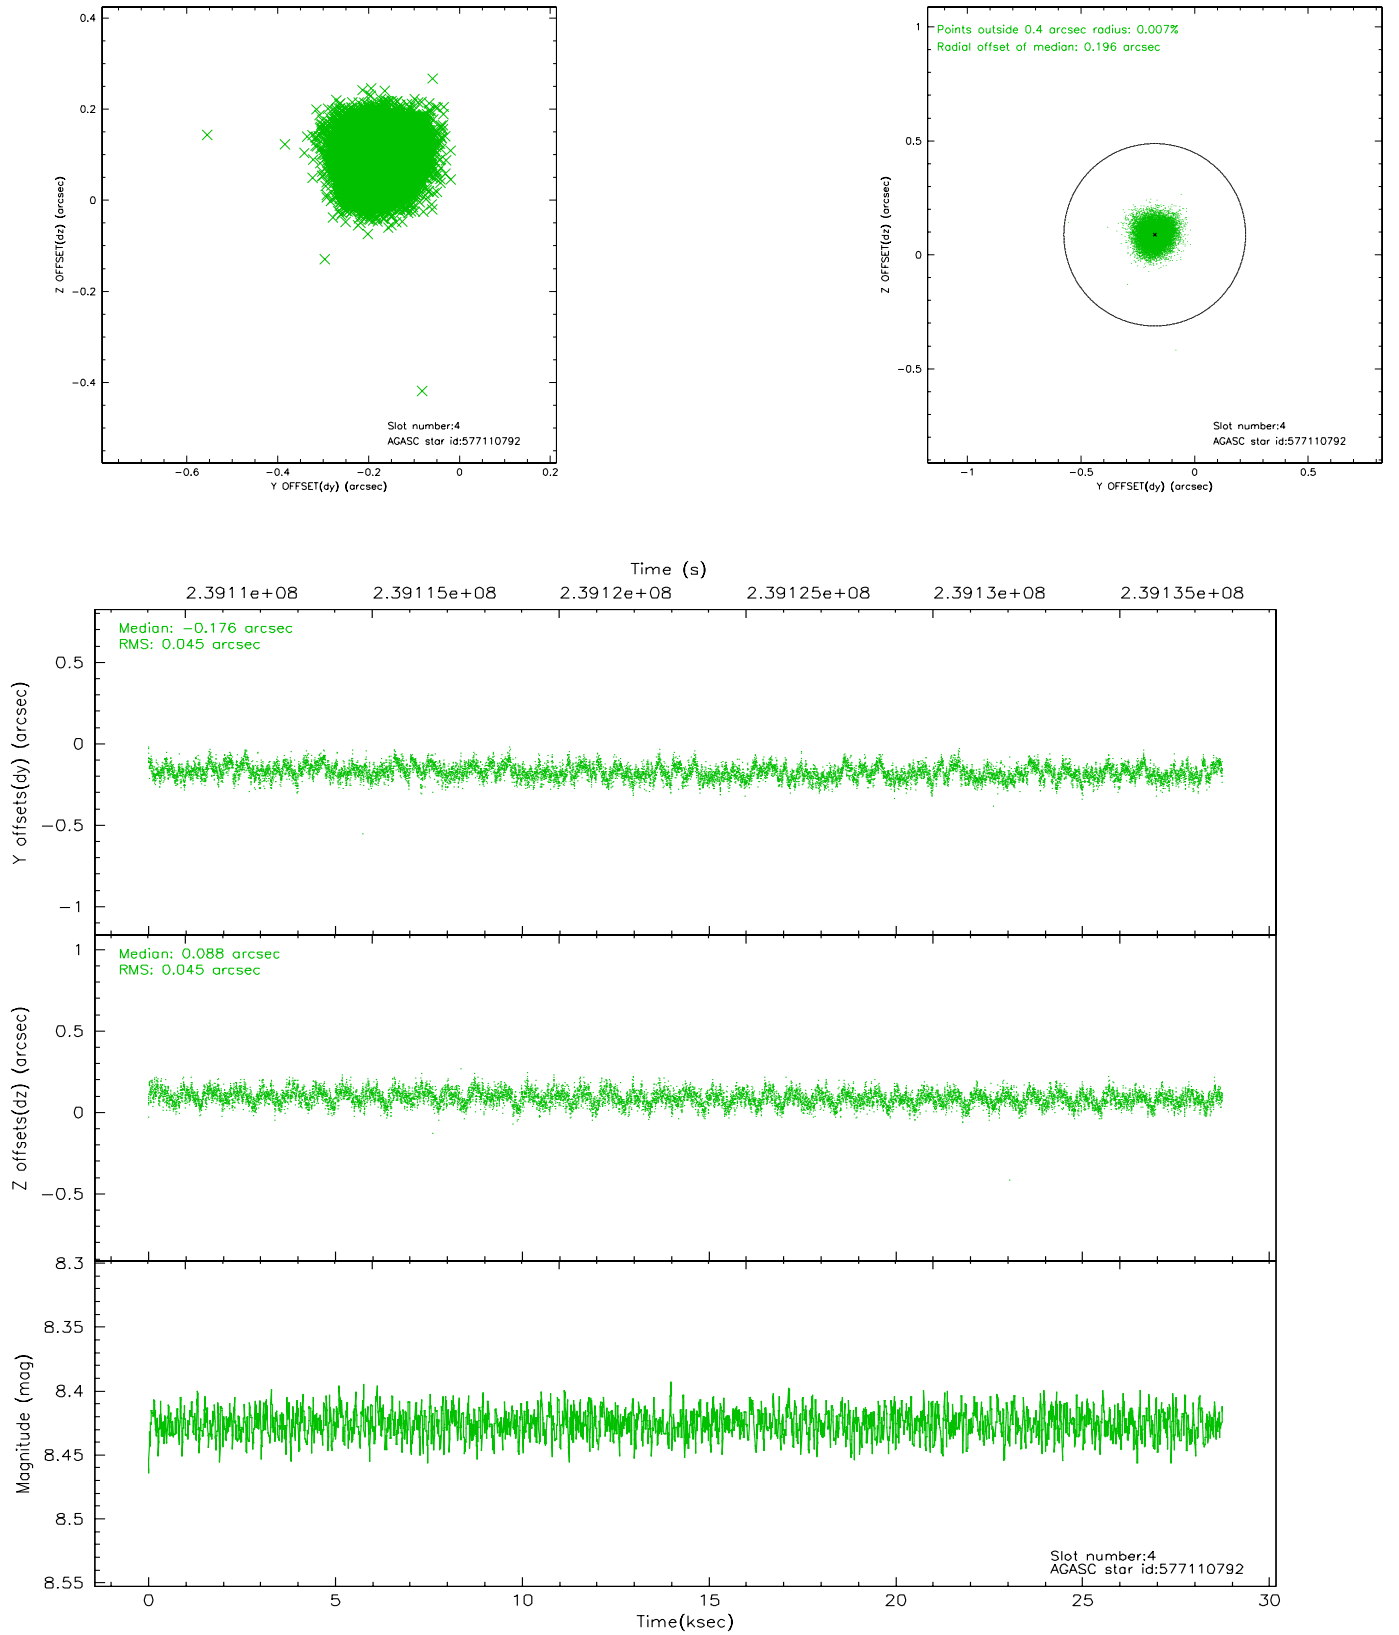 0.4
0.2
0
−0.2
−0.4
Z OFFSET(dz) (arcsec)
Slot number:4
AGASC star id:577110792
−0.6
−0.4
−0.2
0
0.2
Y OFFSET(dy) (arcsec)
Points outside 0.4 arcsec radius: 0.007%
Radial offset of median: 0.196 arcsec
1
0.5
0
−0.5
Z OFFSET(dz) (arcsec)
Slot number:4
AGASC star id:577110792
−1
−0.5
0
0.5
Y OFFSET(dy) (arcsec)
Time (s)
2.3911e+08
2.39115e+08
2.3912e+08
2.39125e+08
2.3913e+08
2.39135e+08
Median: −0.176 arcsec
RMS: 0.045 arcsec
0.5
0
−0.5
−1
Y offsets(dy) (arcsec)
Median: 0.088 arcsec
RMS: 0.045 arcsec
1
0.5
0
−0.5
Z offsets(dz) (arcsec)
8.3
8.35
8.4
8.45
8.5
8.55
Magnitude (mag)
Slot number:4
AGASC star id:577110792
0
5
10
15
20
25
30
Time(ksec)